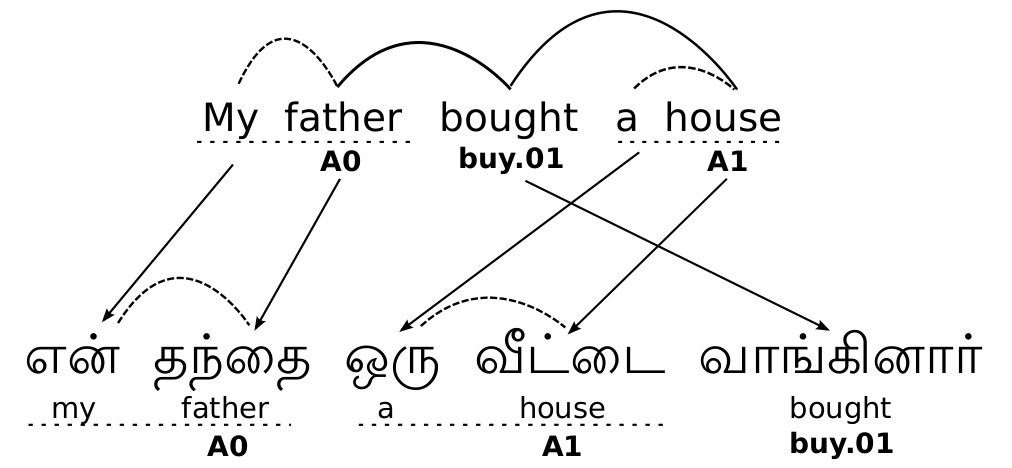 My father bought a house
A0 buy.01 A1
என் தந்தை ஒரு வீட்டை வாங்கினார்
my father a house bought
A0 A1 buy.01